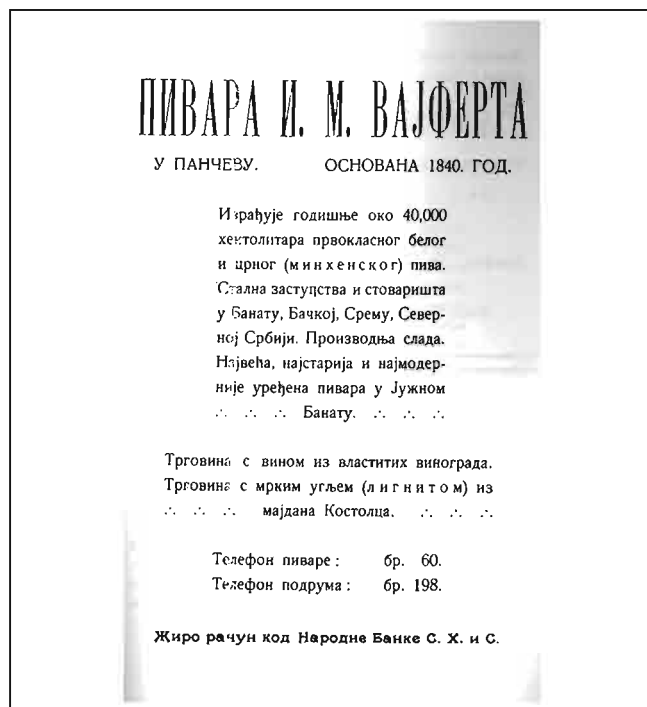 ПИВАРА И. М. ВАЈФЕРТА
У ПАНЧЕВУ. ОСНОВАНА 1840. ГОД.
Израђује годишње око 40,000
хектолитара првокласног белог
и црног (минхенског) пива.
Стална заступства и стоваришта
у Банату, Бачкој, Срему, Север-
ној Србији. Производња слада.
Највећа, најстарија и најмодер-
није уређена пивара у Јужном
∴ ∴ ∴ Банату. ∴ ∴ ∴
Трговина с вином из властитих винограда.
Трговина с мрким угљем (лигнитом) из
∴ ∴ ∴ мајдана Костолца. ∴ ∴ ∴
Телефон пиваре: бр. 60.
Телефон подрума: бр. 198.
Жиро рачун код Народне Банке С. Х. и С.